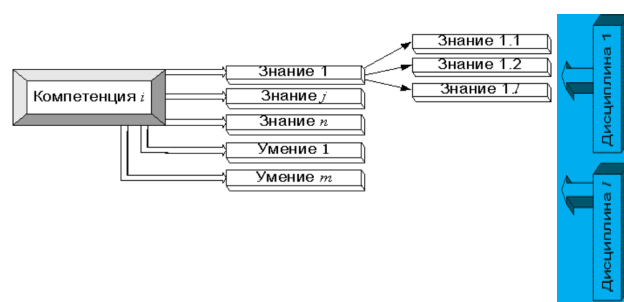 Компетенция i
Знание 1
Знание j
Знание n
Умение 1
Умение m
Знание 1.1
Знание 1.2
Знание 1.I
Дисциплина 1
Дисциплина I